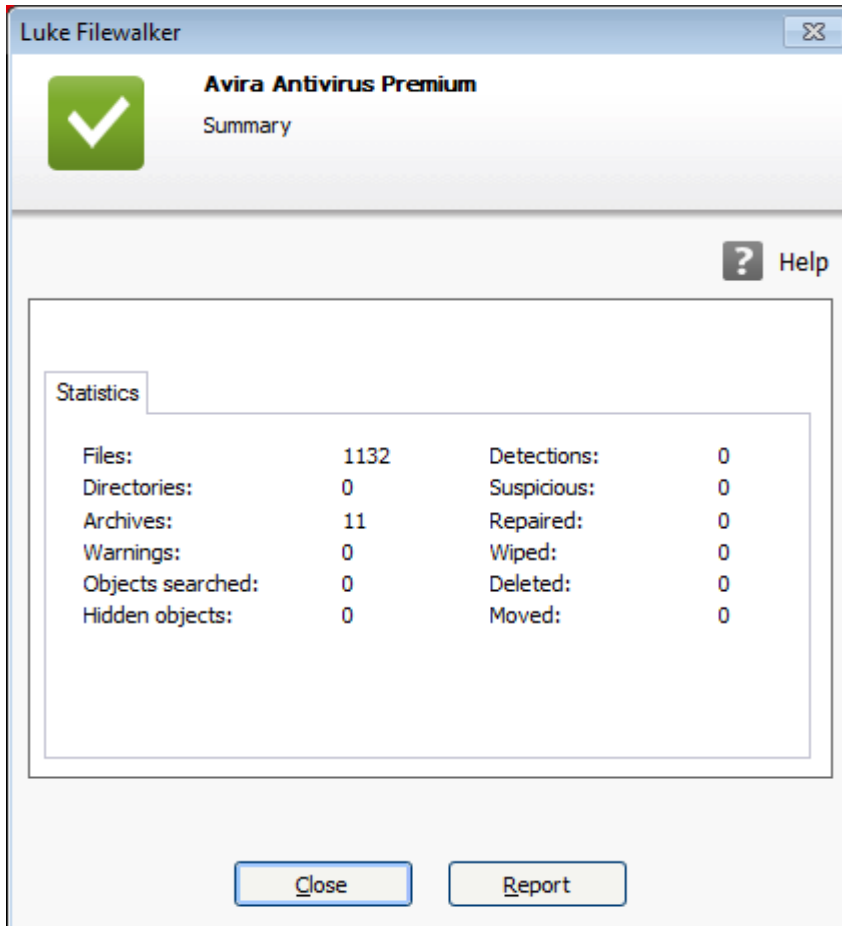 Luke Filewalker
Avira Antivirus Premium
Summary
? Help
Statistics
Files: 1132 Detections: 0
Directories: 0 Suspicious: 0
Archives: 11 Repaired: 0
Warnings: 0 Wiped: 0
Objects searched: 0 Deleted: 0
Hidden objects: 0 Moved: 0
Close Report